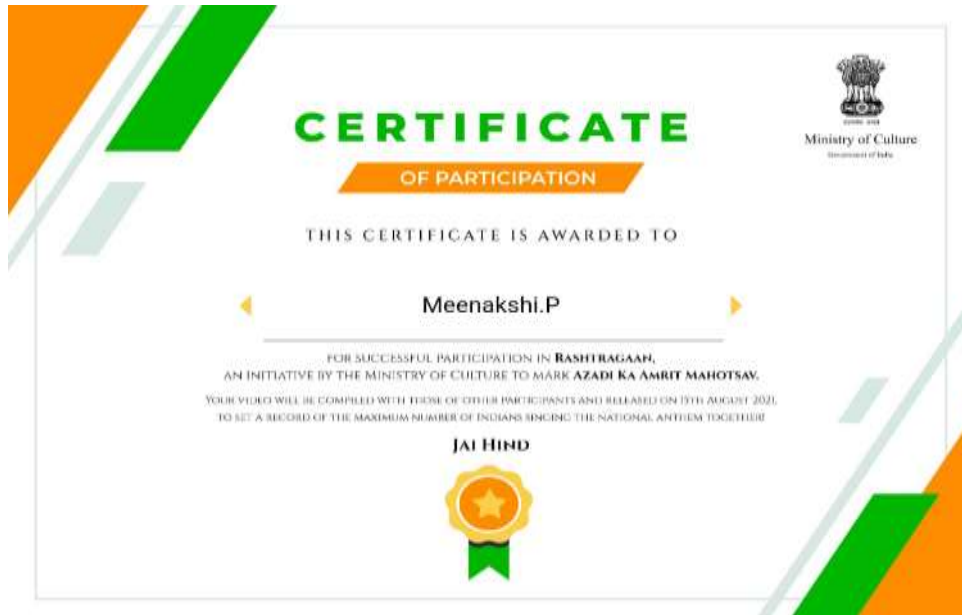 CERTIFICATE
OF PARTICIPATION
Ministry of Culture
Government of India
THIS CERTIFICATE IS AWARDED TO
Meenakshi.P
FOR SUCCESSFUL PARTICIPATION IN RASHTRAGAAN,
AN INITIATIVE BY THE MINISTRY OF CULTURE TO MARK AZADI KA AMRIT MAHOTSAV.
YOUR VIDEO WILL BE COMPILED WITH THOSE OF OTHER PARTICIPANTS AND RELEASED ON 15TH AUGUST 2021,
TO SET A RECORD OF THE MAXIMUM NUMBER OF INDIANS SINGING THE NATIONAL ANTHEM TOGETHER!
JAI HIND